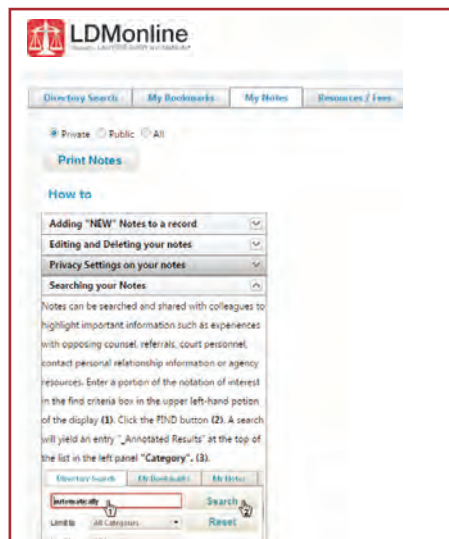 LDMonline
Directory Search My Bookmarks My Notes Resources / Fees
Private Public All
Print Notes
How to
Adding "NEW" Notes to a record
Editing and Deleting your notes
Privacy Settings on your notes
Searching your Notes
Notes can be searched and shared with colleagues to
highlight important information such as experiences
with opposing counsel, referrals, court personnel,
contact personal relationship information or agency
resources. Enter a portion of the notation of interest
in the find criteria box in the upper left-hand potion
of the display (1). Click the FIND button (2). A search
will yield an entry "_Annotated Results" at the top of
the list in the left panel "Category". (3).
Directory Search My Bookmarks My Notes
automatically Search
1 2
Limit to All Categories Reset